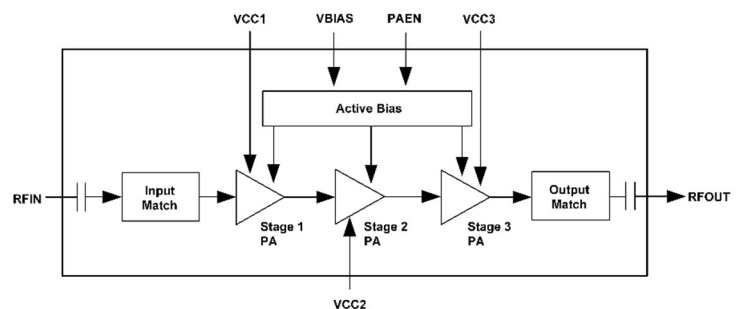 VCC1
VBIAS
PAEN
VCC3
Active Bias
RFIN
Input
Match
Stage 1
PA
Stage 2
PA
Stage 3
PA
Output
Match
RFOUT
VCC2